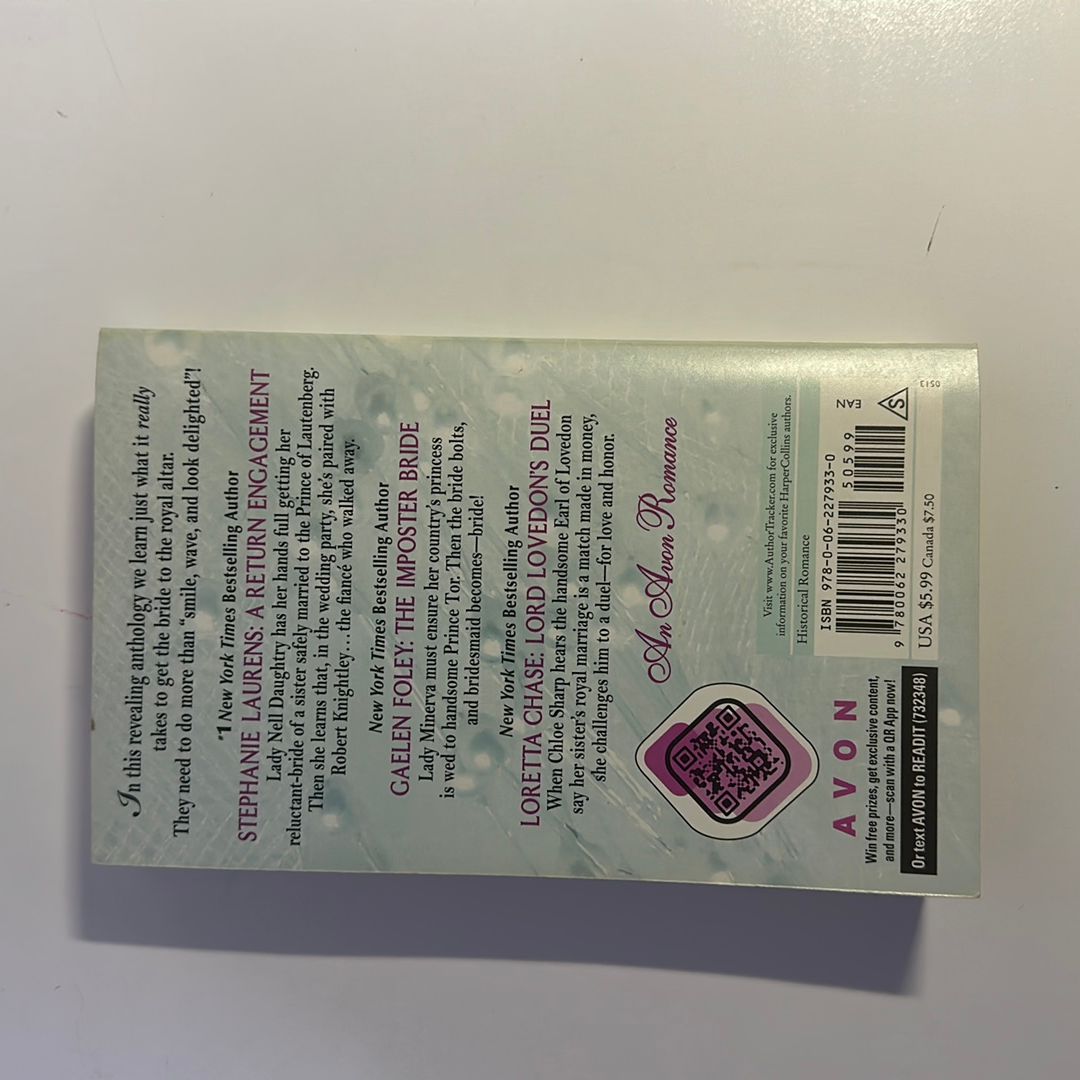 In this revealing anthology we learn just what it really
takes to get the bride to the royal altar.
They need to do more than “smile, wave, and look delighted”!
#1 New York Times Bestselling Author
STEPHANIE LAURENS: A RETURN ENGAGEMENT
Lady Nell Daughtry has her hands full getting her
reluctant-bride of a sister safely married to the Prince of Lautenberg.
Then she learns that, in the wedding party, she’s paired with
Robert Knightley…the fiancé who walked away.
New York Times Bestselling Author
GAELEN FOLEY: THE IMPOSTER BRIDE
Lady Minerva must ensure her country’s princess
is wed to handsome Prince Tor. Then the bride bolts,
and bridesmaid becomes—bride!
New York Times Bestselling Author
LORETTA CHASE: LORD LOVEDON’S DUEL
When Chloe Sharp hears the handsome Earl of Lovedon
say her sister’s royal marriage is a match made in money,
she challenges him to a duel—for love and honor.
An Avon Romance
AVON
Win free prizes, get exclusive content,
and more—scan with a QR App now!
Or text AVON to READIT (732348)
Visit www.AuthorTracker.com for exclusive
information on your favorite HarperCollins authors.
Historical Romance
ISBN 978-0-06-227933-0
50599
EAN
S
9 780062 279330
USA $5.99 Canada $7.50
0513